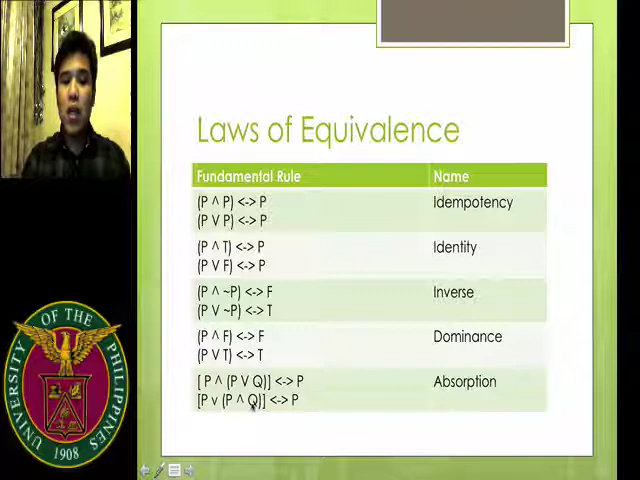 Laws of Equivalence
Fundamental Rule Name
(P ^ P) <-> P Idempotency
(P V P) <-> P
(P ^ T) <-> P Identity
(P V F) <-> P
(P ^ ~P) <-> F Inverse
(P V ~P) <-> T
(P ^ F) <-> F Dominance
(P V T) <-> T
[ P ^ (P V Q)] <-> P Absorption
[P v (P ^ Q)] <-> P
UNIVERSITY OF THE PHILIPPINES
1908